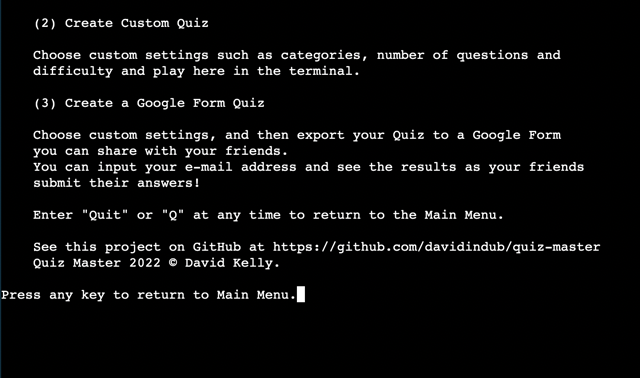 (2) Create Custom Quiz
Choose custom settings such as categories, number of questions and
difficulty and play here in the terminal.
(3) Create a Google Form Quiz
Choose custom settings, and then export your Quiz to a Google Form
you can share with your friends.
You can input your e-mail address and see the results as your friends
submit their answers!
Enter "Quit" or "Q" at any time to return to the Main Menu.
See this project on GitHub at https://github.com/davidindub/quiz-master
Quiz Master 2022 © David Kelly.
Press any key to return to Main Menu.